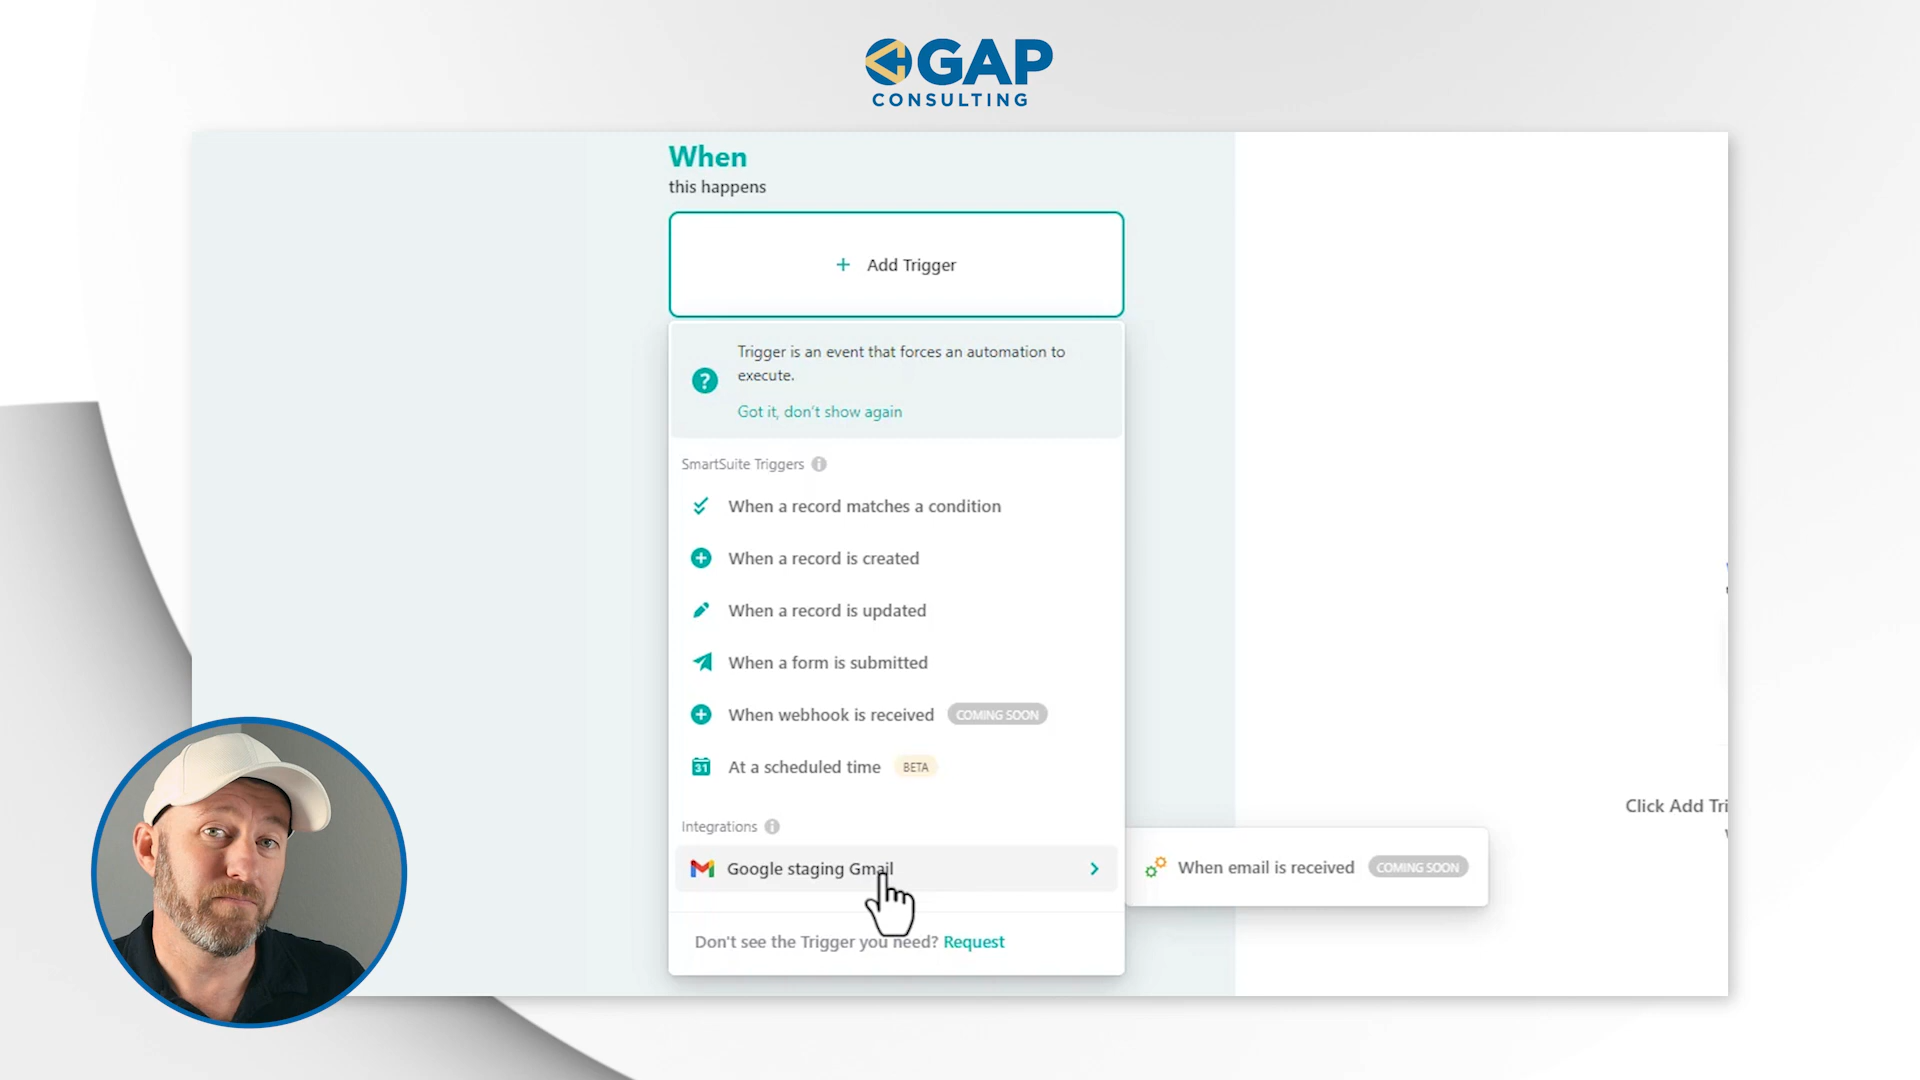 GAP
CONSULTING
When
this happens
+ Add Trigger
Trigger is an event that forces an automation to
execute.
Got it, don't show again
SmartSuite Triggers
When a record matches a condition
When a record is created
When a record is updated
When a form is submitted
When webhook is received COMING SOON
31 At a scheduled time BETA
Integrations
Google staging Gmail
When email is received COMING SOON
Don't see the Trigger you need? Request
Click Add Tri